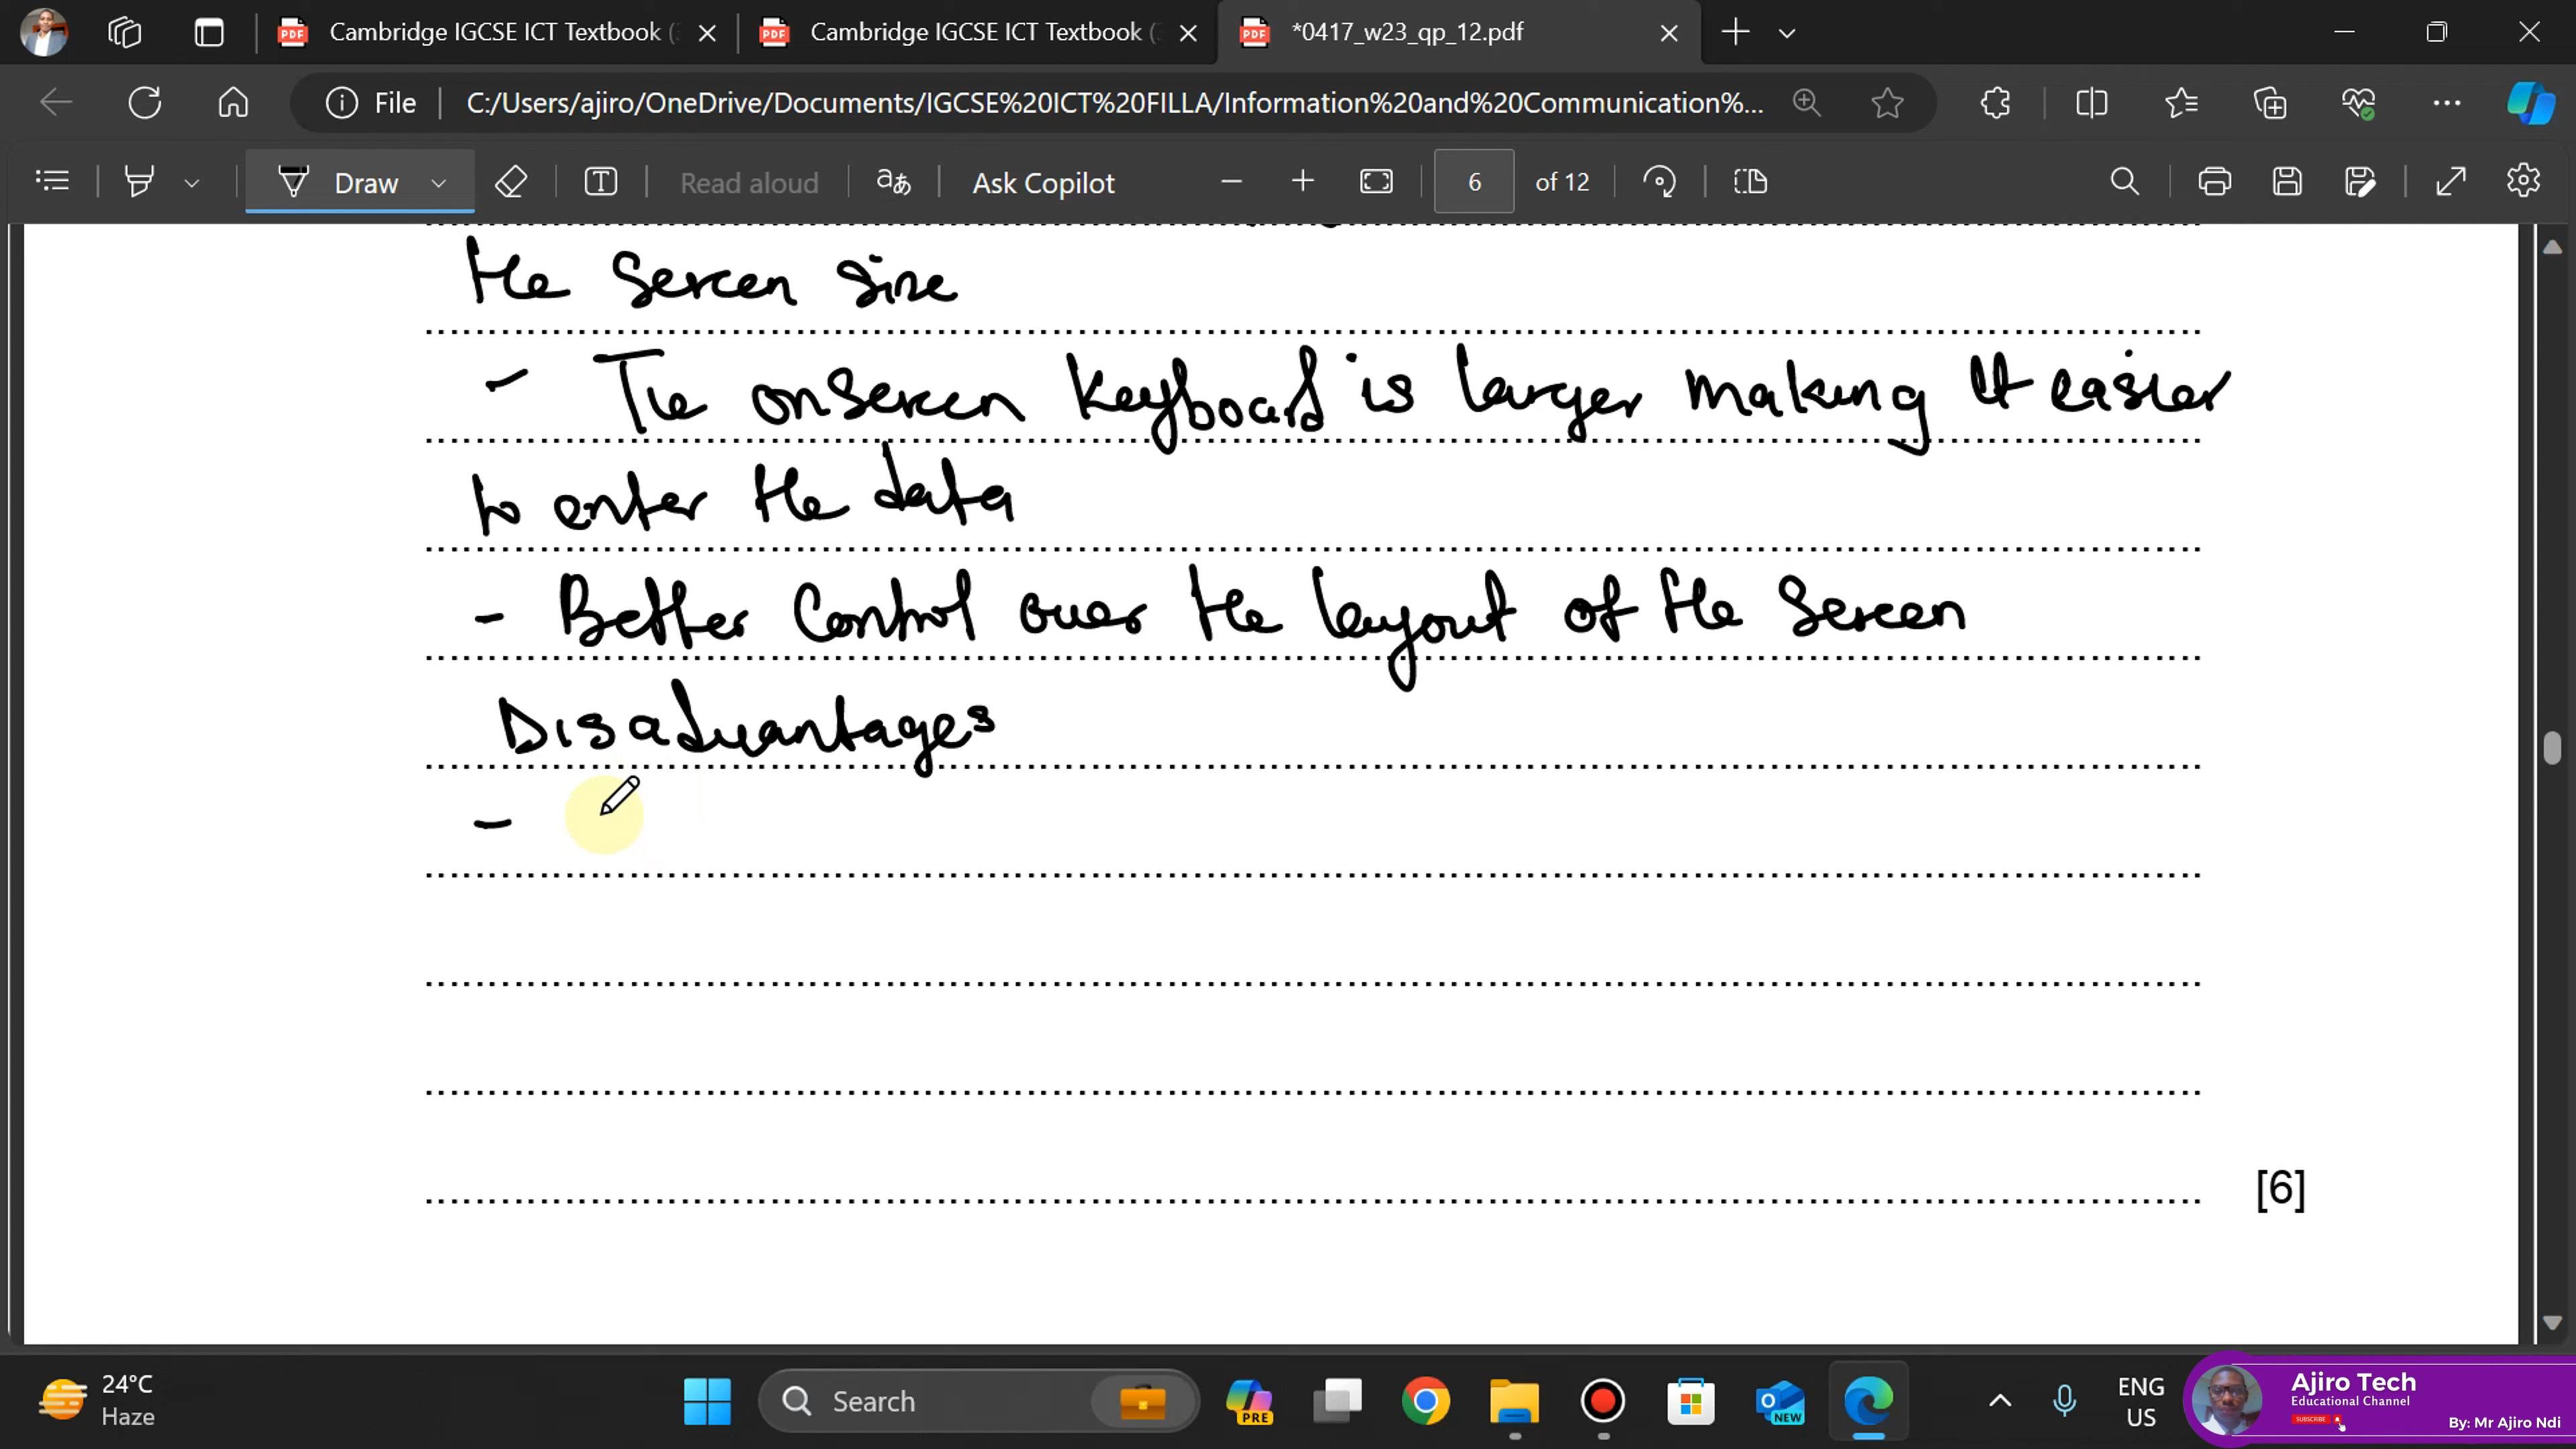 Cambridge IGCSE ICT Textbook (
Cambridge IGCSE ICT Textbook (
*0417_w23_qp_12.pdf
File
C:/Users/ajiro/OneDrive/Documents/IGCSE%20ICT%20FILLA/Information%20and%20Communication%...
Draw
Read aloud
Ask Copilot
6 of 12
the screen size
- The onscreen keyboard is larger making it easier
to enter the data
- Better control over the layout of the screen
Disadvantages
-
[6]
24°C
Haze
Search
PRE
NEW
ENG
US
Ajiro Tech
Educational Channel
SUBSCRIBE
By: Mr Ajiro Ndi